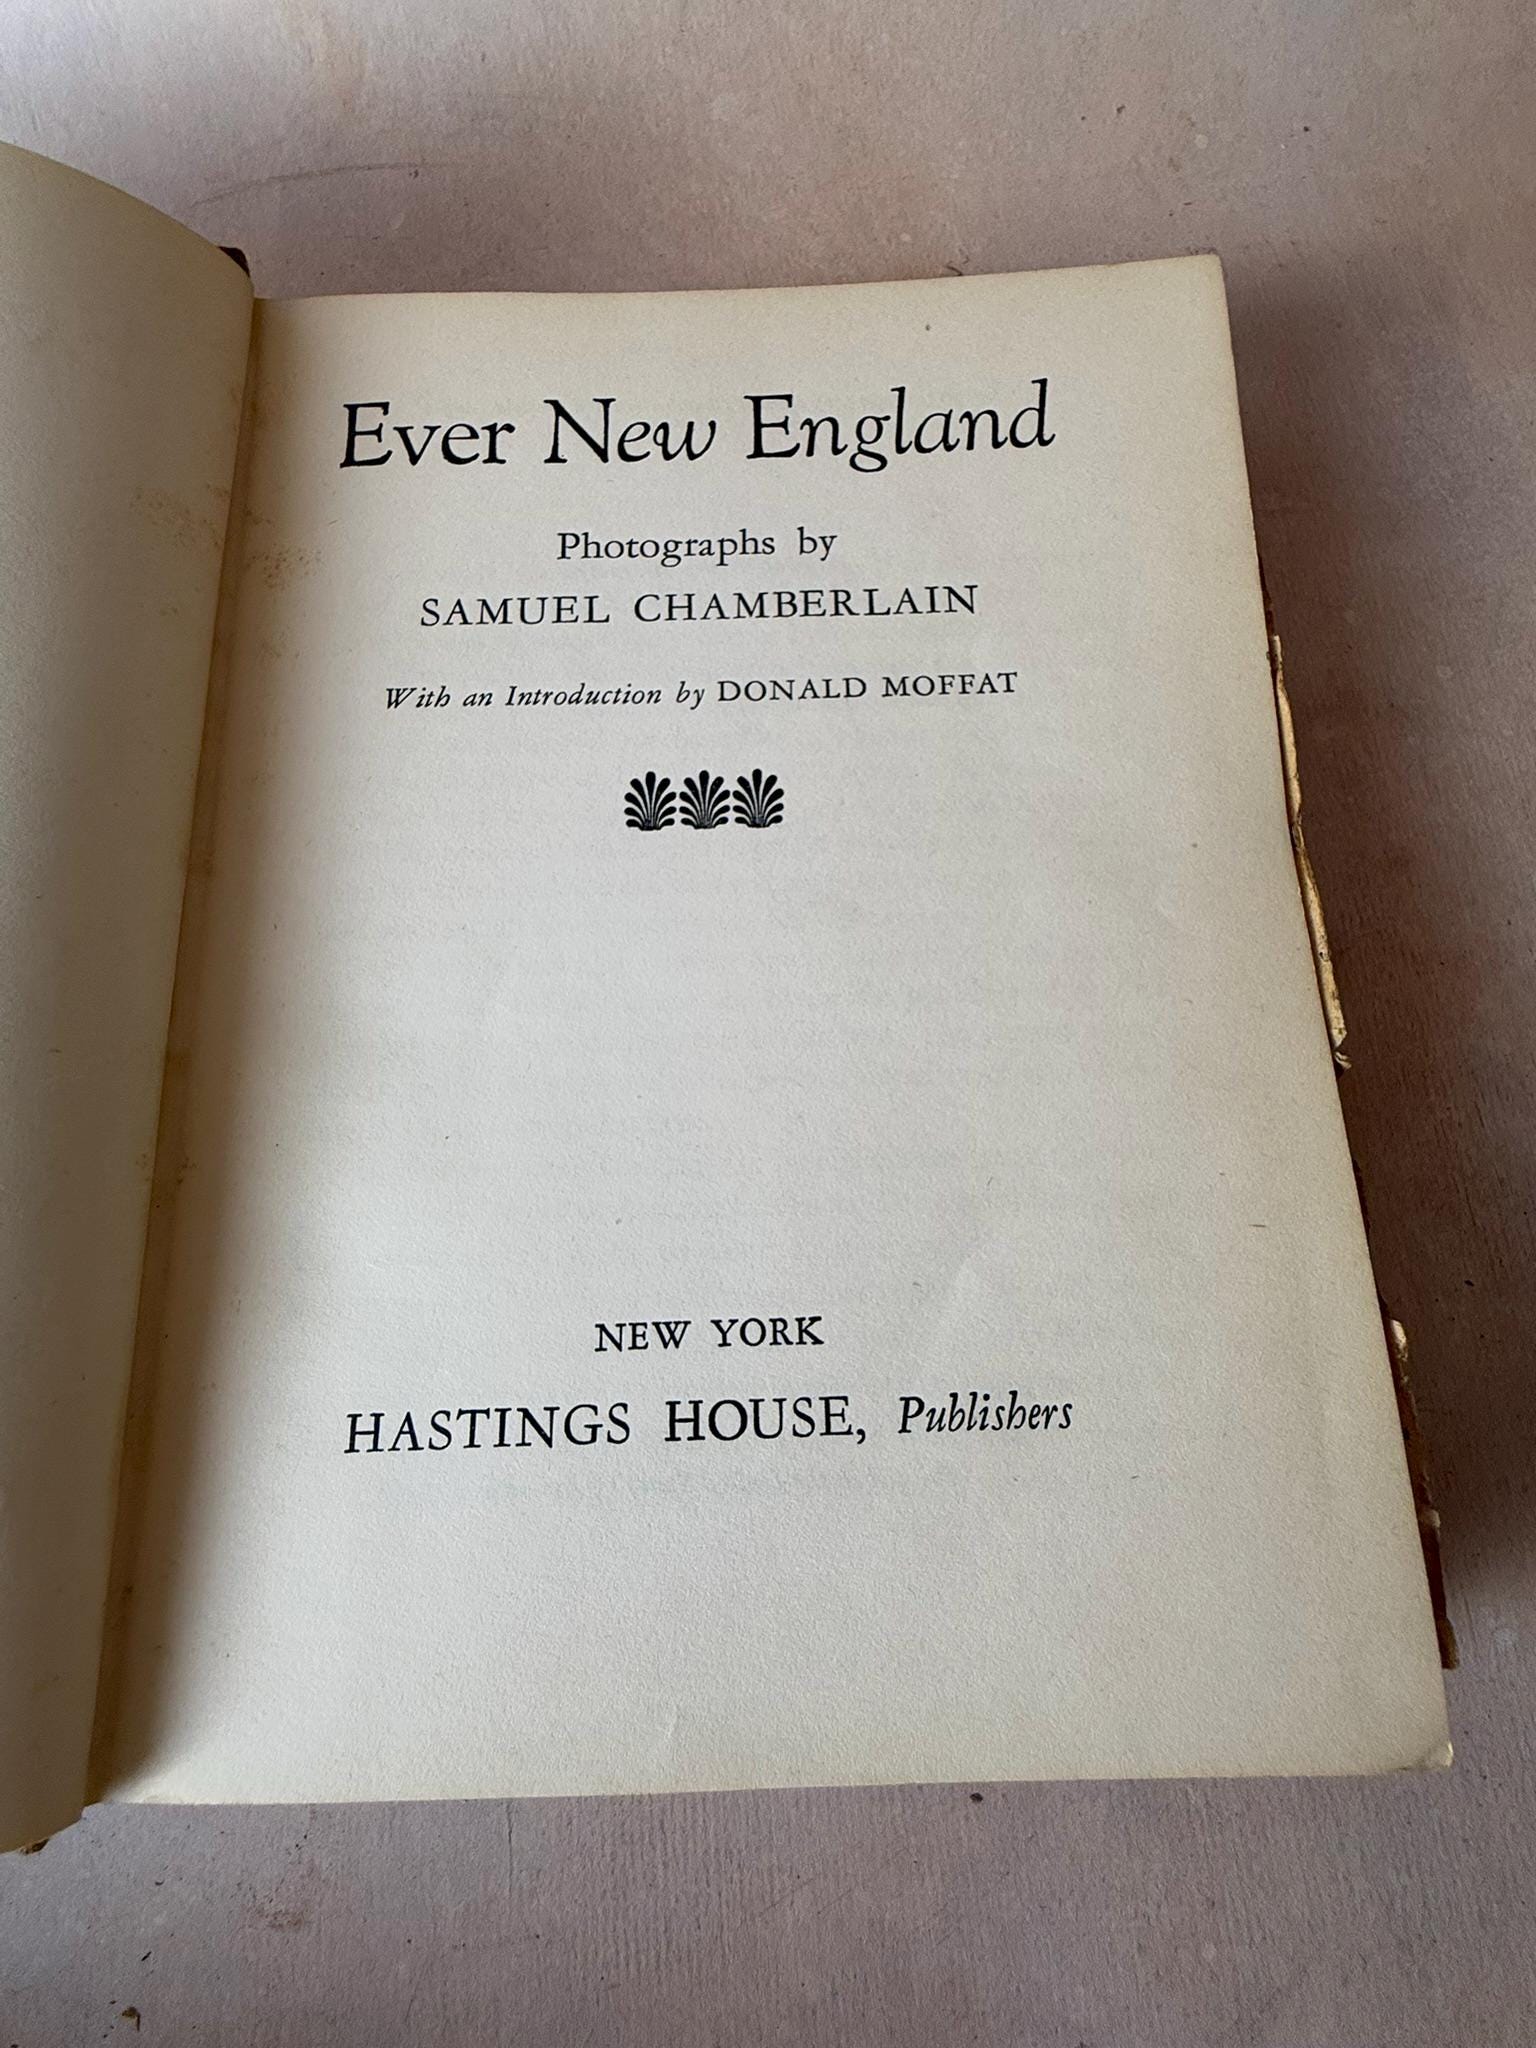 Ever New England
Photographs by
SAMUEL CHAMBERLAIN
With an Introduction by DONALD MOFFAT
NEW YORK
HASTINGS HOUSE, Publishers